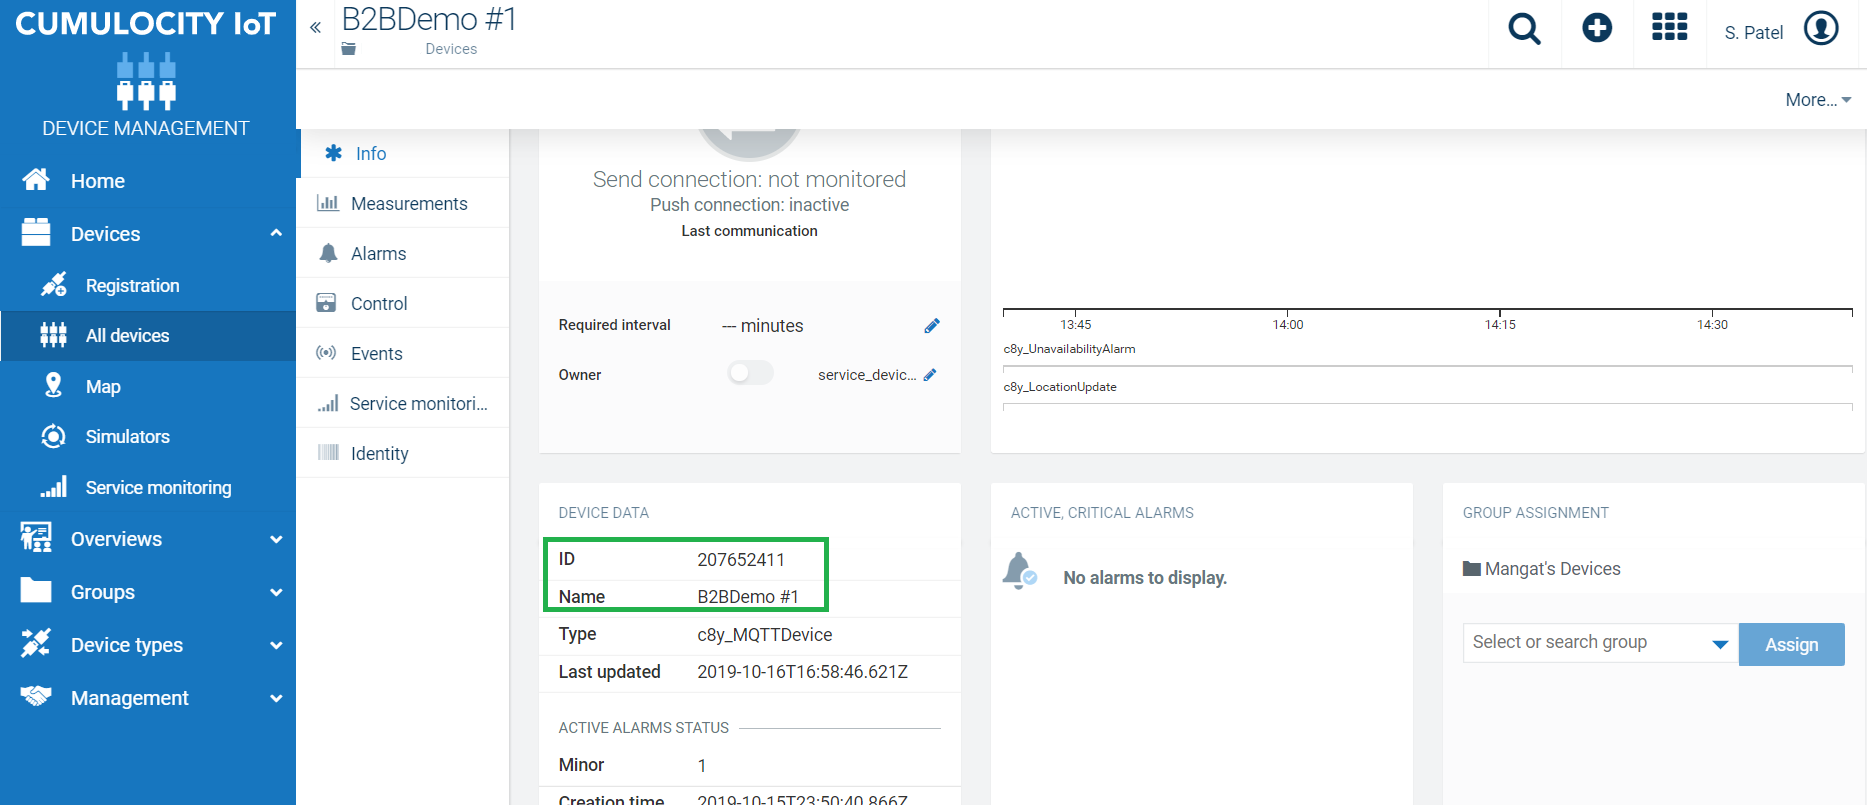 CUMULOCITY IoT
DEVICE MANAGEMENT
Home
Devices
Registration
All devices
Map
Simulators
Service monitoring
Overviews
Groups
Device types
Management
B2BDemo #1
Devices
S. Patel
More...
Info
Measurements
Alarms
Control
Events
Service monitori...
Identity
Send connection: not monitored
Push connection: inactive
Last communication
Required interval --- minutes
Owner service_devic...
13:45 14:00 14:15 14:30
c8y_UnavailabilityAlarm
c8y_LocationUpdate
DEVICE DATA
ID 207652411
Name B2BDemo #1
Type c8y_MQTTDevice
Last updated 2019-10-16T16:58:46.621Z
ACTIVE ALARMS STATUS
Minor 1
Creation time 2019-10-15T23:50:40.866Z
ACTIVE, CRITICAL ALARMS
No alarms to display.
GROUP ASSIGNMENT
Mangat's Devices
Select or search group
Assign